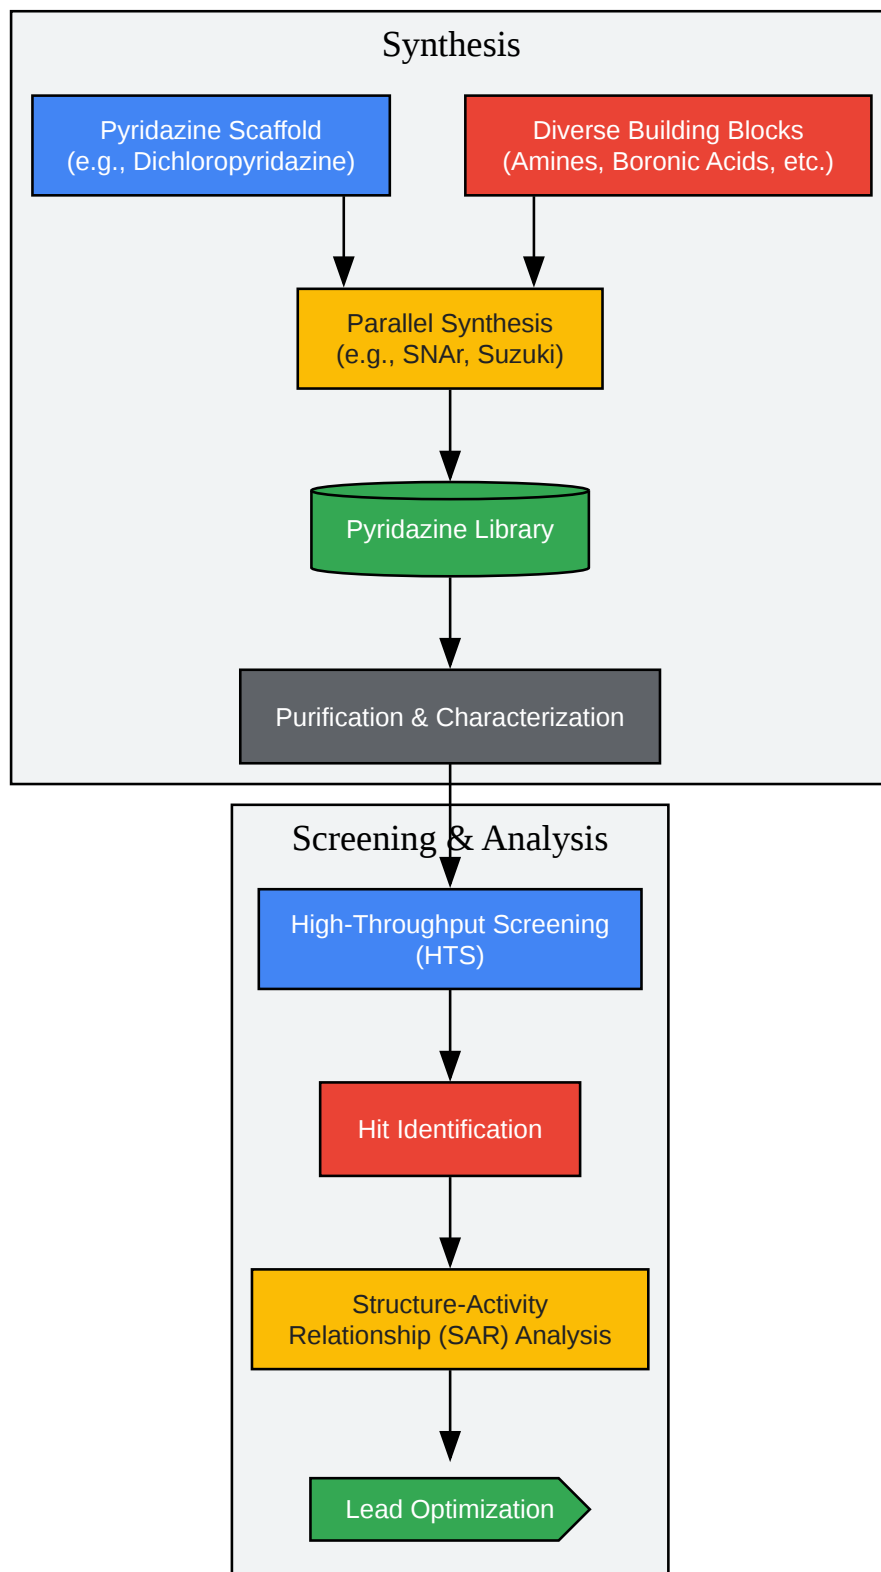 Synthesis
Pyridazine Scaffold
(e.g., Dichloropyridazine)
Diverse Building Blocks
(Amines, Boronic Acids, etc.)
Parallel Synthesis
(e.g., SNAr, Suzuki)
Pyridazine Library
Purification & Characterization
Screening & Analysis
High-Throughput Screening
(HTS)
Hit Identification
Structure-Activity
Relationship (SAR) Analysis
Lead Optimization